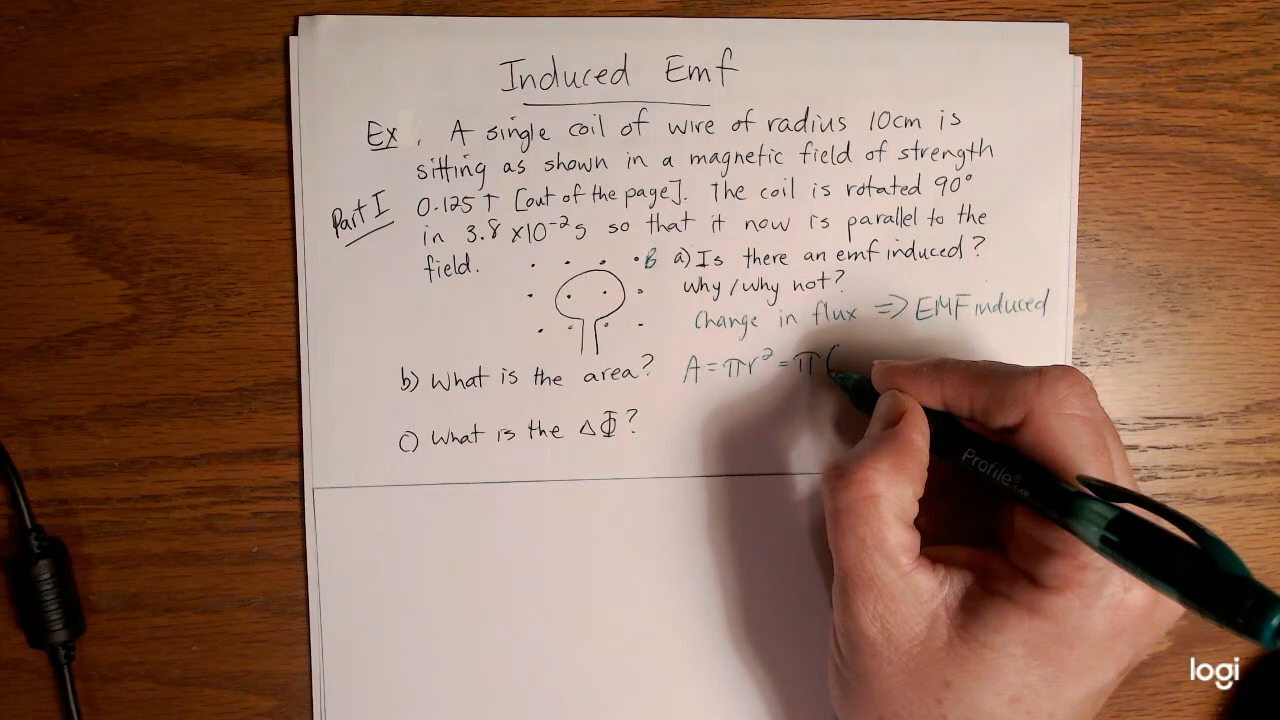 Induced Emf
Ex. A single coil of wire of radius 10cm is
sitting as shown in a magnetic field of strength
Part I
0.125 T [out of the page]. The coil is rotated 90°
in 3.8 x10⁻² s so that it now is parallel to the
field.
B
a) Is there an emf induced?
why / why not?
Change in flux => EMF induced
b) What is the area? A = πr² = π (
c) What is the ΔΦ?
Profile
logi